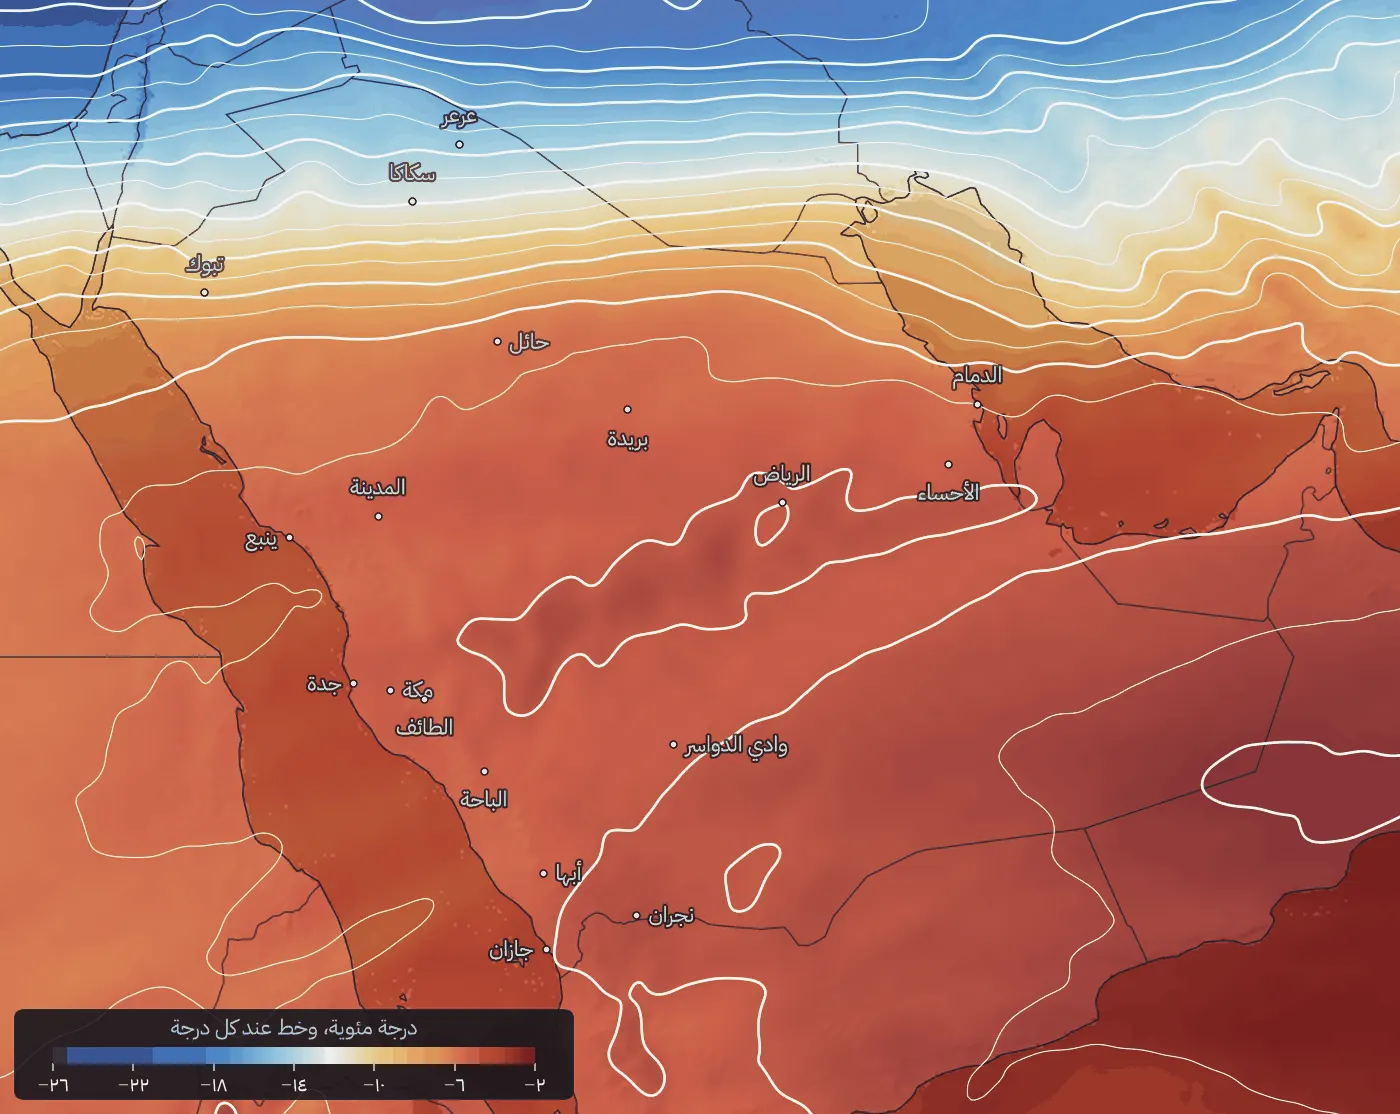 عرعر
سكاكا
تبوك
حائل
الدمام
بريدة
الرياض
الأحساء
المدينة
ينبع
جدة
مكة
الطائف
وادي الدواسر
الباحة
أبها
نجران
جازان
درجة مئوية، وخط عند كل درجة
−٢٦ −٢٢ −١٨ −١٤ −١٠ −٦ −٢